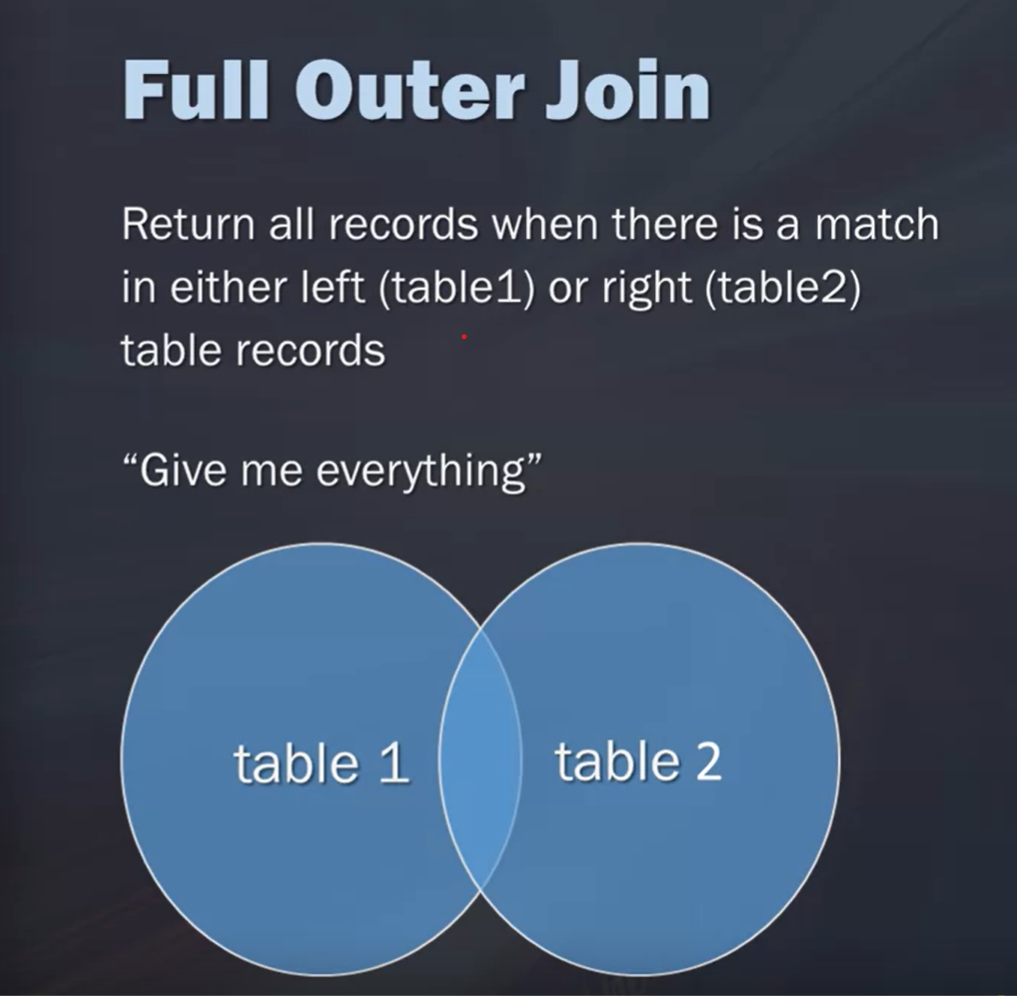 Full Outer Join
Return all records when there is a match
in either left (table1) or right (table2)
table records
“Give me everything”
table 1
table 2